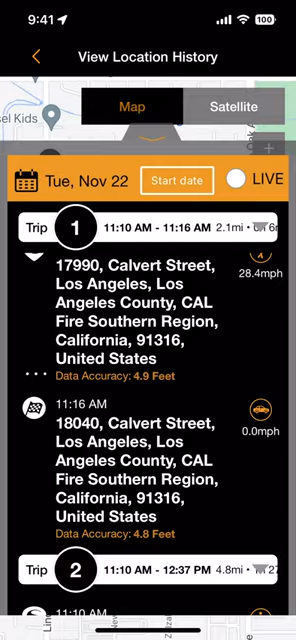 9:41
100
View Location History
sel Kids
Map
Satellite
Tue, Nov 22
Start date
LIVE
Trip 1 11:10 AM - 11:16 AM 2.1mi •
17990, Calvert Street,
Los Angeles, Los
Angeles County, CAL
Fire Southern Region,
California, 91316,
United States
28.4mph
Data Accuracy: 4.9 Feet
11:16 AM
18040, Calvert Street,
Los Angeles, Los
Angeles County, CAL
Fire Southern Region,
California, 91316,
United States
0.0mph
Data Accuracy: 4.8 Feet
Trip 2 11:10 AM - 12:37 PM 4.8mi •
11:10 AM